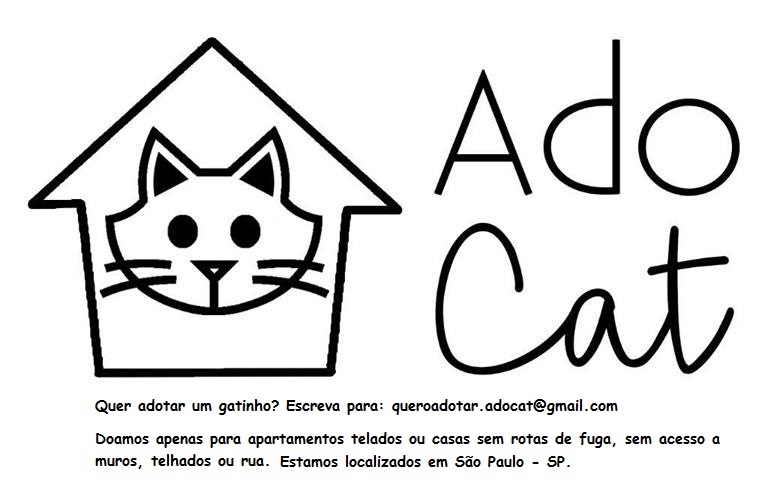 Ado
Cat
Quer adotar um gatinho? Escreva para: queroadotar.adocat@gmail.com
Doamos apenas para apartamentos telados ou casas sem rotas de fuga, sem acesso a
muros, telhados ou rua. Estamos localizados em São Paulo - SP.